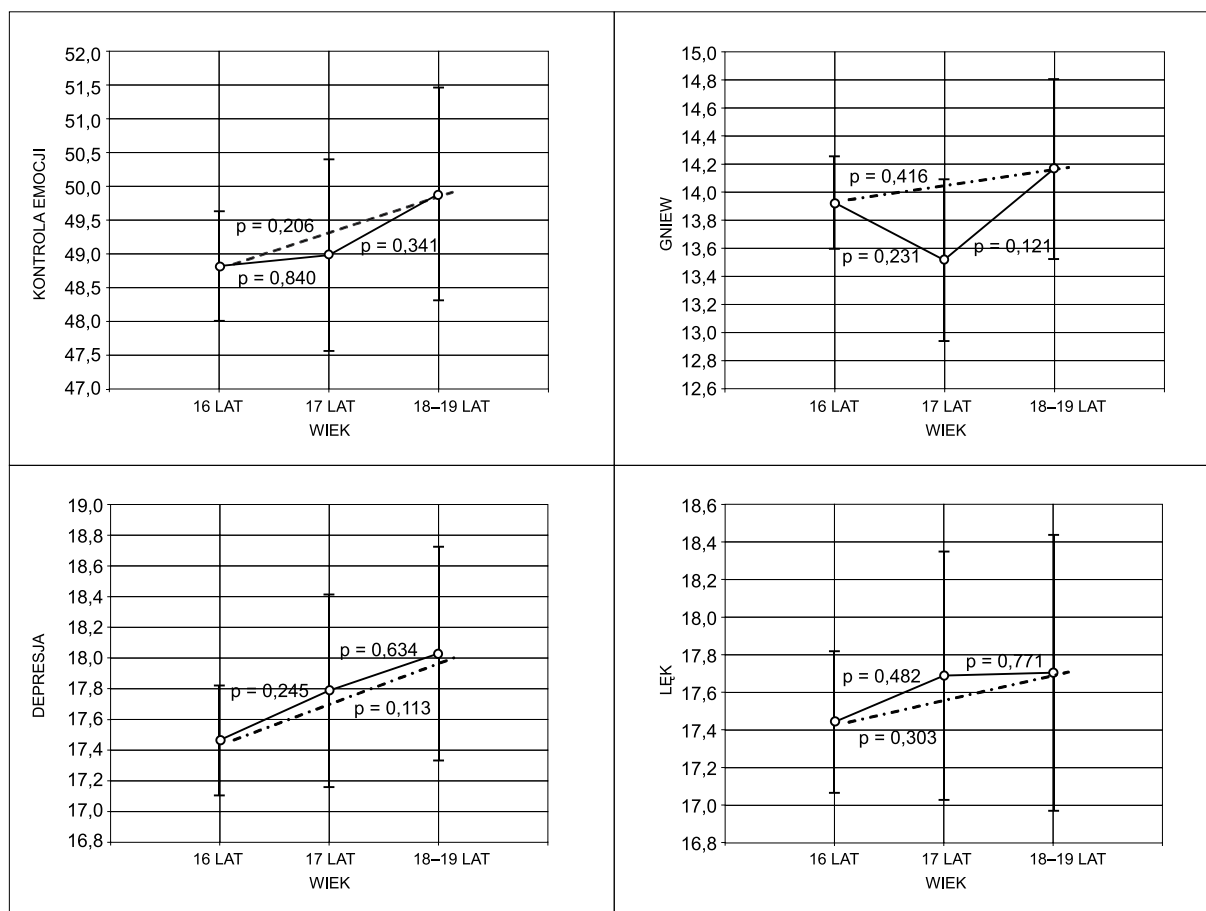 KONTROLA EMOCJI
52,0
51,5
51,0
50,5
50,0
49,5
49,0
48,5
48,0
47,5
47,0
p = 0,206
p = 0,341
p = 0,840
16 LAT
17 LAT
18–19 LAT
WIEK
GNIEW
15,0
14,8
14,6
14,4
14,2
14,0
13,8
13,6
13,4
13,2
13,0
12,8
12,6
p = 0,416
p = 0,121
p = 0,231
16 LAT
17 LAT
18–19 LAT
WIEK
DEPRESJA
19,0
18,8
18,6
18,4
18,2
18,0
17,8
17,6
17,4
17,2
17,0
16,8
p = 0,634
p = 0,245
p = 0,113
16 LAT
17 LAT
18–19 LAT
WIEK
LĘK
18,6
18,4
18,2
18,0
17,8
17,6
17,4
17,2
17,0
16,8
p = 0,771
p = 0,482
p = 0,303
16 LAT
17 LAT
18–19 LAT
WIEK